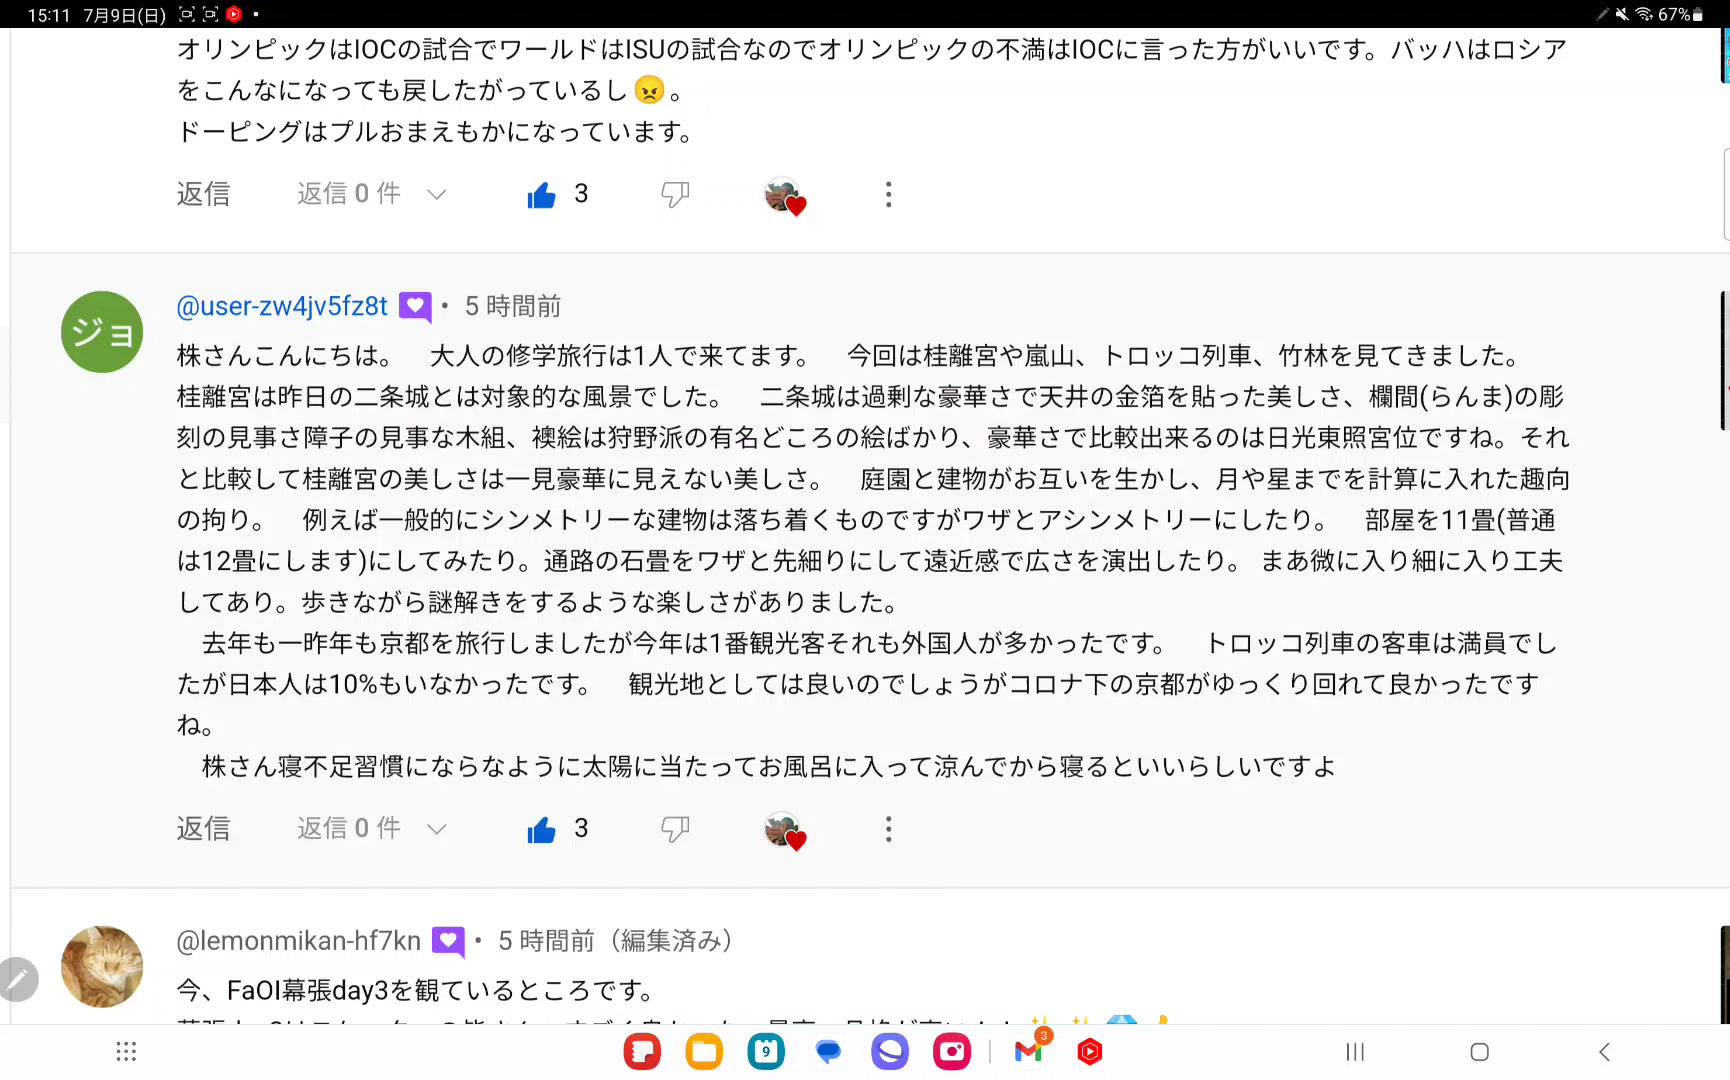 15:11 7月9日(日)
67%
オリンピックはIOCの試合でワールドはISUの試合なのでオリンピックの不満はIOCに言った方がいいです。バッハはロシア
をこんなになっても戻したがっているし😠。
ドーピングはプルおまえもかになっています。
返信 返信 0 件 3
ジョ
@user-zw4jv5fz8t ・ 5 時間前
株さんこんにちは。　大人の修学旅行は1人で来てます。　今回は桂離宮や嵐山、トロッコ列車、竹林を見てきました。
桂離宮は昨日の二条城とは対象的な風景でした。　二条城は過剰な豪華さで天井の金箔を貼った美しさ、欄間(らんま)の彫
刻の見事さ障子の見事な木組、襖絵は狩野派の有名どころの絵ばかり、豪華さで比較出来るのは日光東照宮位ですね。それ
と比較して桂離宮の美しさは一見豪華に見えない美しさ。　庭園と建物がお互いを生かし、月や星までを計算に入れた趣向
の拘り。　例えば一般的にシンメトリーな建物は落ち着くものですがワザとアシンメトリーにしたり。　部屋を11畳(普通
は12畳にします)にしてみたり。通路の石畳をワザと先細りにして遠近感で広さを演出したり。 まあ微に入り細に入り工夫
してあり。歩きながら謎解きをするような楽しさがありました。
　去年も一昨年も京都を旅行しましたが今年は1番観光客それも外国人が多かったです。　トロッコ列車の客車は満員でし
たが日本人は10%もいなかったです。　観光地としては良いのでしょうがコロナ下の京都がゆっくり回れて良かったです
ね。
　株さん寝不足習慣にならなように太陽に当たってお風呂に入って涼んでから寝るといいらしいですよ
返信 返信 0 件 3
@lemonmikan-hf7kn ・ 5 時間前（編集済み）
今、FaOI幕張day3を観ているところです。
9
3